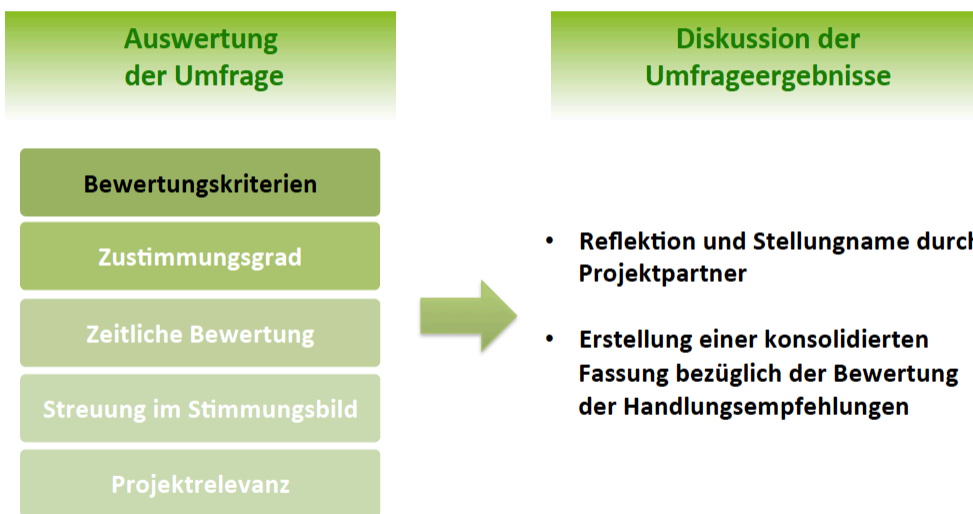 Auswertung
der Umfrage
Bewertungskriterien
Zustimmungsgrad
Zeitliche Bewertung
Streuung im Stimmungsbild
Projektrelevanz
Diskussion der
Umfrageergebnisse
• Reflektion und Stellungname durch
Projektpartner
• Erstellung einer konsolidierten
Fassung bezüglich der Bewertung
der Handlungsempfehlungen